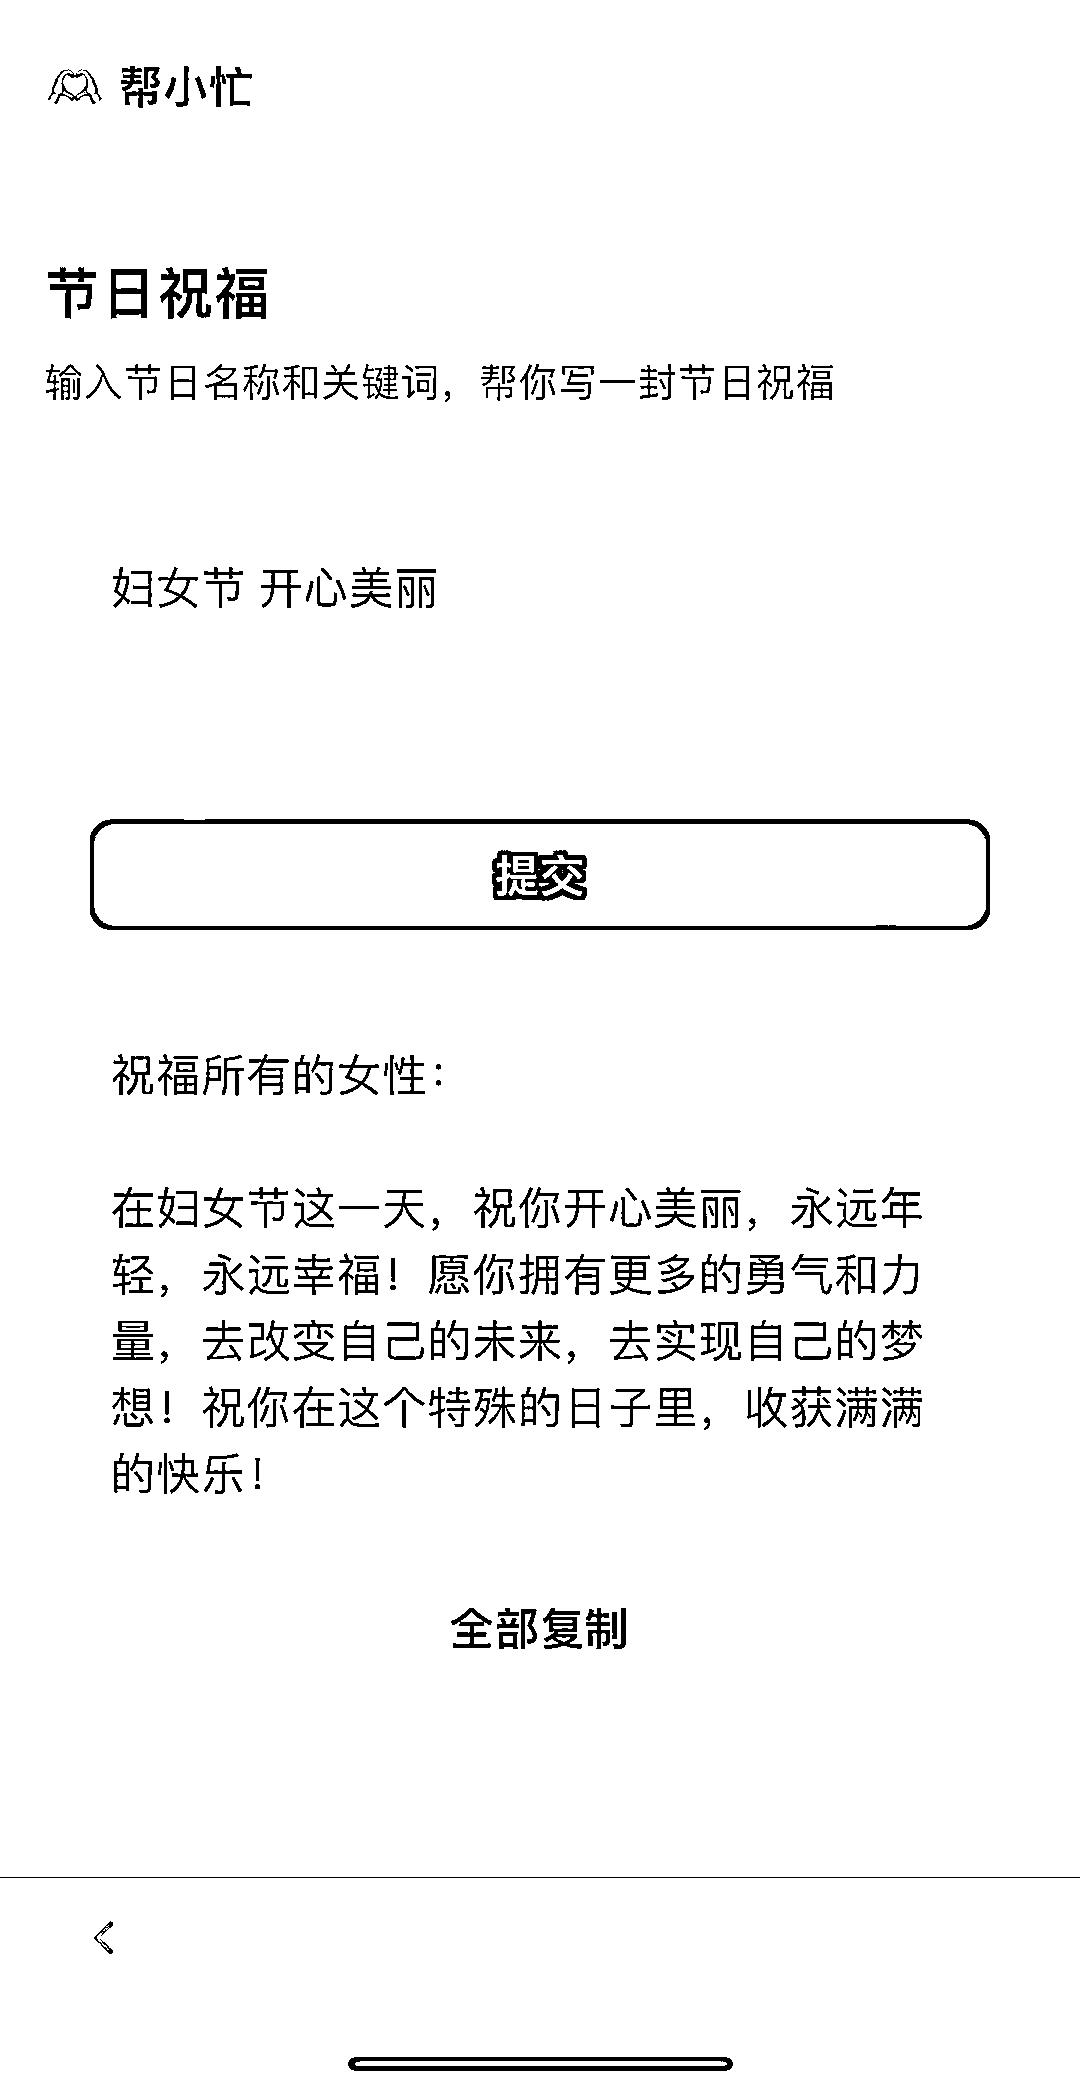 帮小忙
节日祝福
输入节日名称和关键词，帮你写一封节日祝福
妇女节 开心美丽
提交
祝福所有的女性：
在妇女节这一天，祝你开心美丽，永远年
轻，永远幸福！愿你拥有更多的勇气和力
量，去改变自己的未来，去实现自己的梦
想！祝你在这个特殊的日子里，收获满满
的快乐！
全部复制